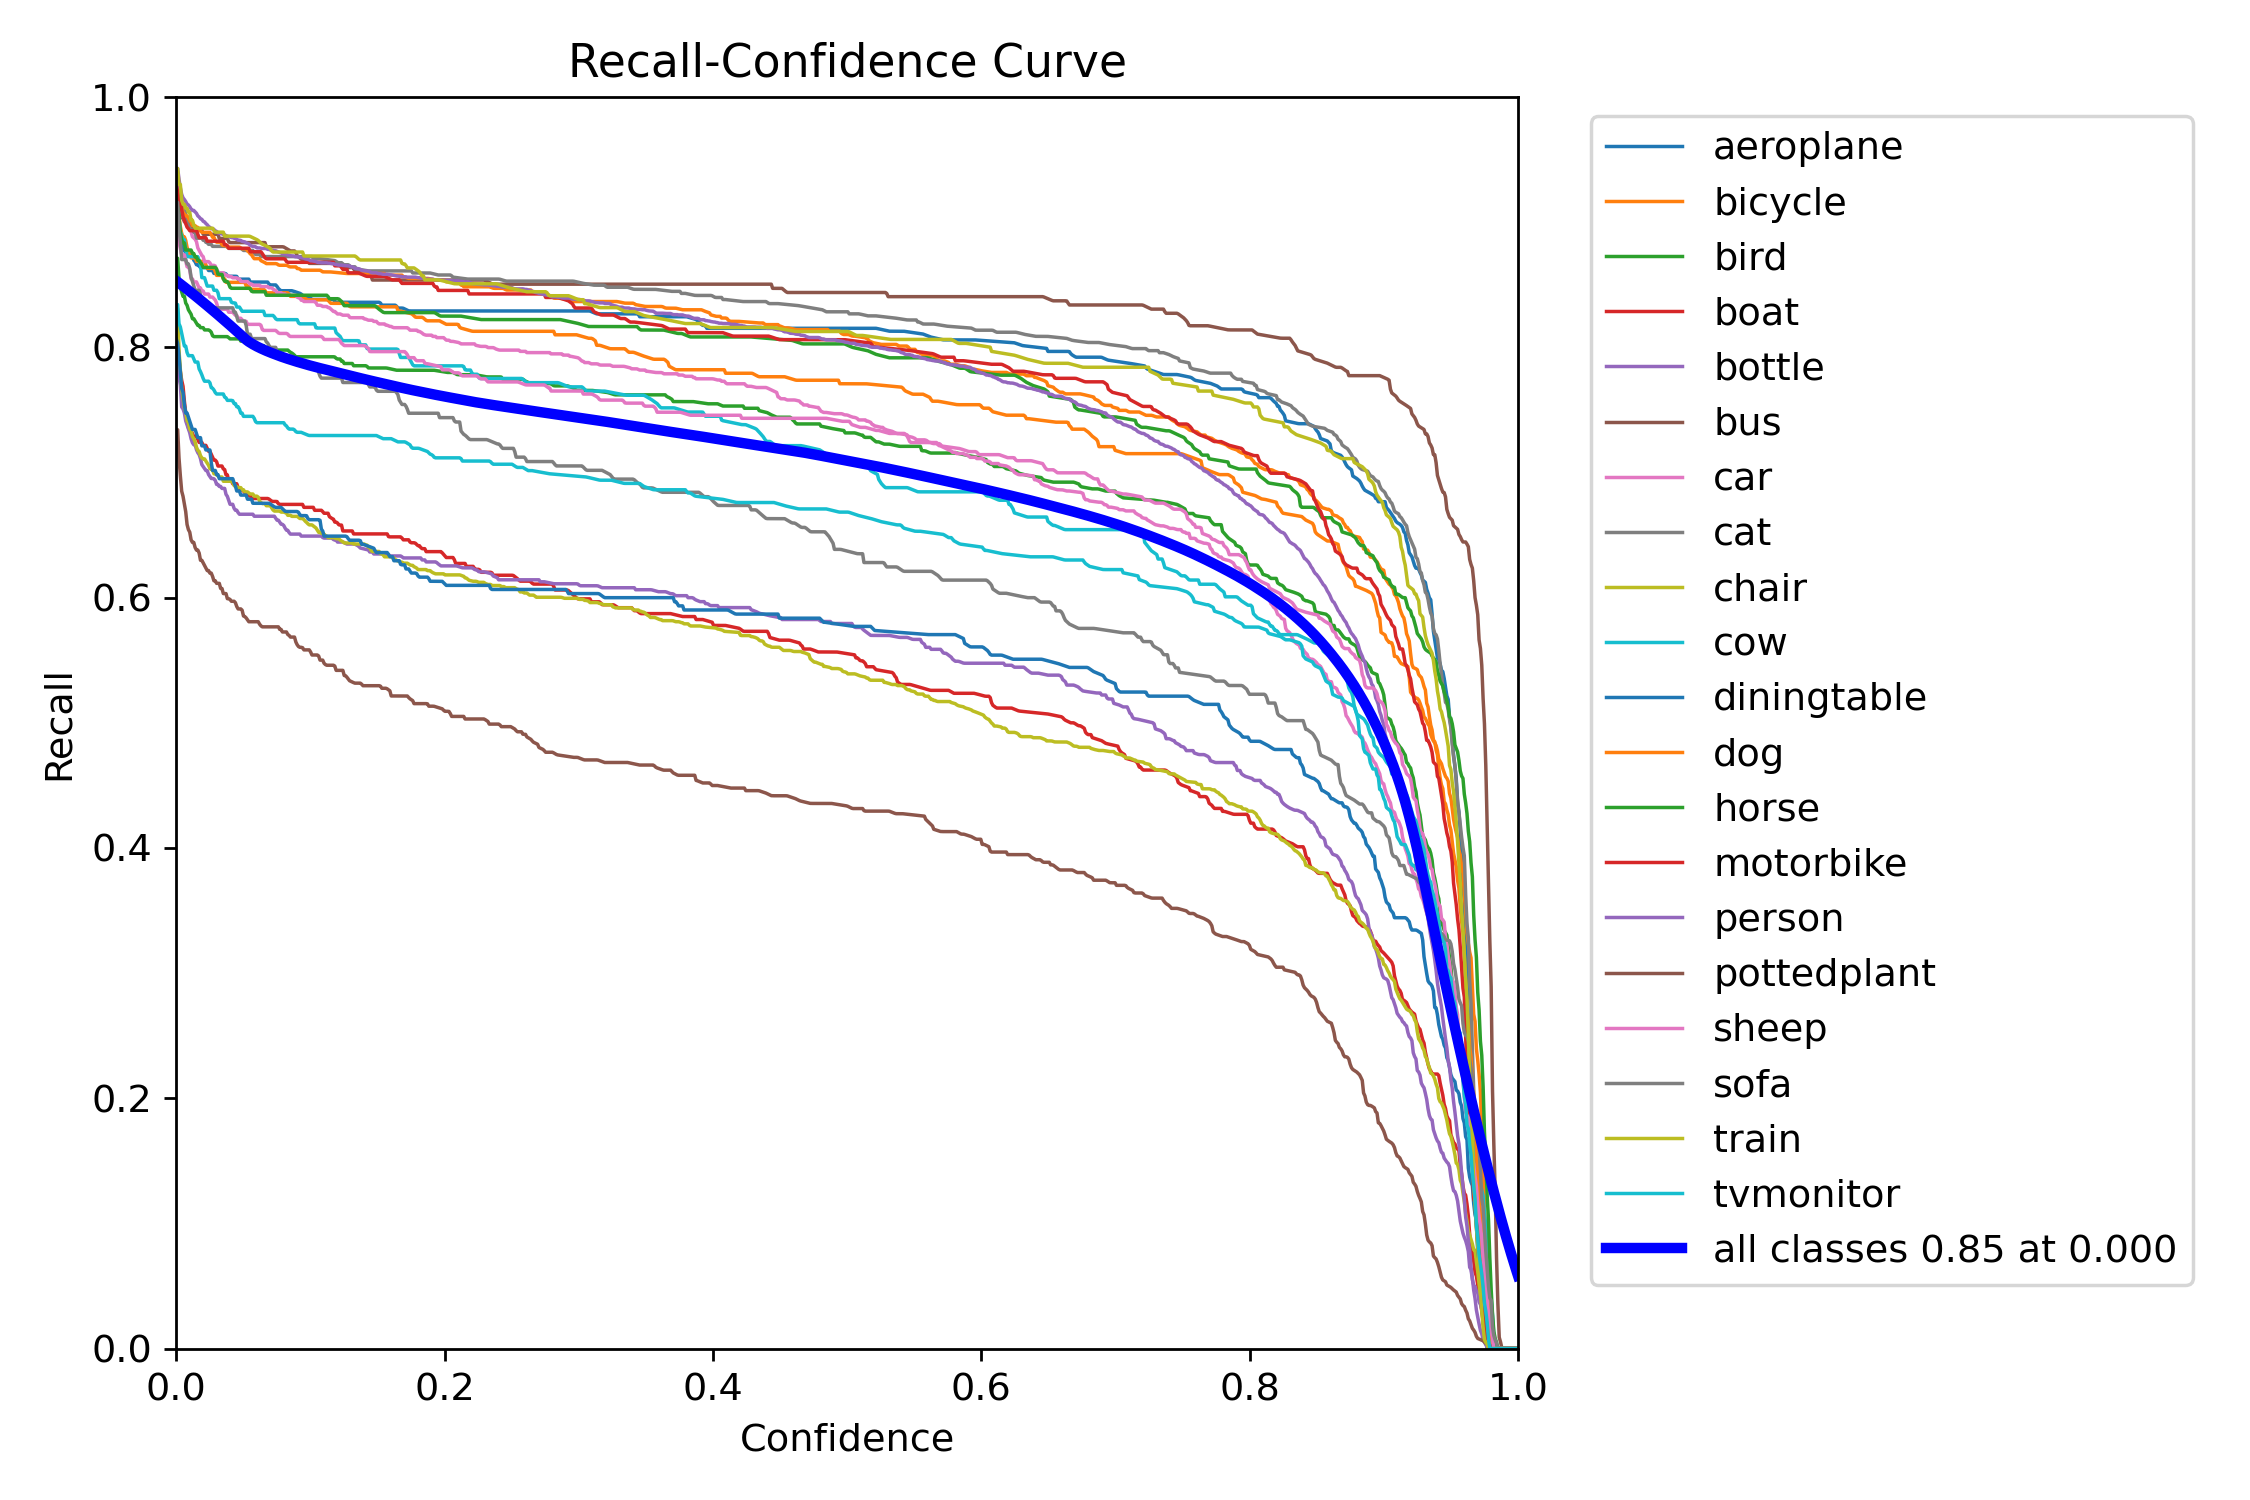 Recall-Confidence Curve
1.0
0.8
0.6
0.4
0.2
0.0
Recall
0.0 0.2 0.4 0.6 0.8 1.0
Confidence
aeroplane
bicycle
bird
boat
bottle
bus
car
cat
chair
cow
diningtable
dog
horse
motorbike
person
pottedplant
sheep
sofa
train
tvmonitor
all classes 0.85 at 0.000